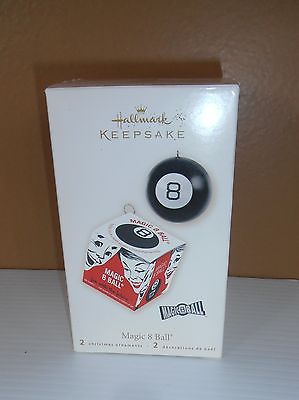 Hallmark
KEEPSAKE
8
8
MAGIC 8 BALL
MAGIC
8 BALL
MAGIC 8 BALL
Magic 8 Ball®
2 christmas ornaments - 2 décorations de noël